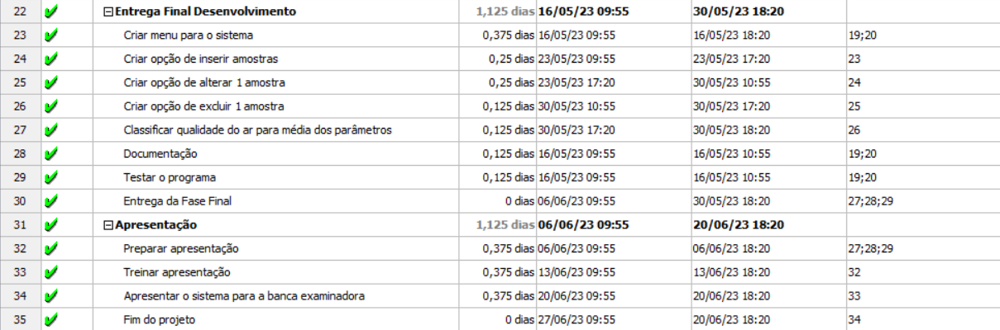 22 Entrega Final Desenvolvimento 1,125 dias 16/05/23 09:55 30/05/23 18:20
23 Criar menu para o sistema 0,375 dias 16/05/23 09:55 16/05/23 18:20 19;20
24 Criar opção de inserir amostras 0,25 dias 23/05/23 09:55 23/05/23 17:20 23
25 Criar opção de alterar 1 amostra 0,25 dias 23/05/23 17:20 30/05/23 10:55 24
26 Criar opção de excluir 1 amostra 0,125 dias 30/05/23 10:55 30/05/23 17:20 25
27 Classificar qualidade do ar para média dos parâmetros 0,125 dias 30/05/23 17:20 30/05/23 18:20 26
28 Documentação 0,125 dias 16/05/23 09:55 16/05/23 10:55 19;20
29 Testar o programa 0,125 dias 16/05/23 09:55 16/05/23 10:55 19;20
30 Entrega da Fase Final 0 dias 06/06/23 09:55 30/05/23 18:20 27;28;29
31 Apresentação 1,125 dias 06/06/23 09:55 20/06/23 18:20
32 Preparar apresentação 0,375 dias 06/06/23 09:55 06/06/23 18:20 27;28;29
33 Treinar apresentação 0,375 dias 13/06/23 09:55 13/06/23 18:20 32
34 Apresentar o sistema para a banca examinadora 0,375 dias 20/06/23 09:55 20/06/23 18:20 33
35 Fim do projeto 0 dias 27/06/23 09:55 20/06/23 18:20 34